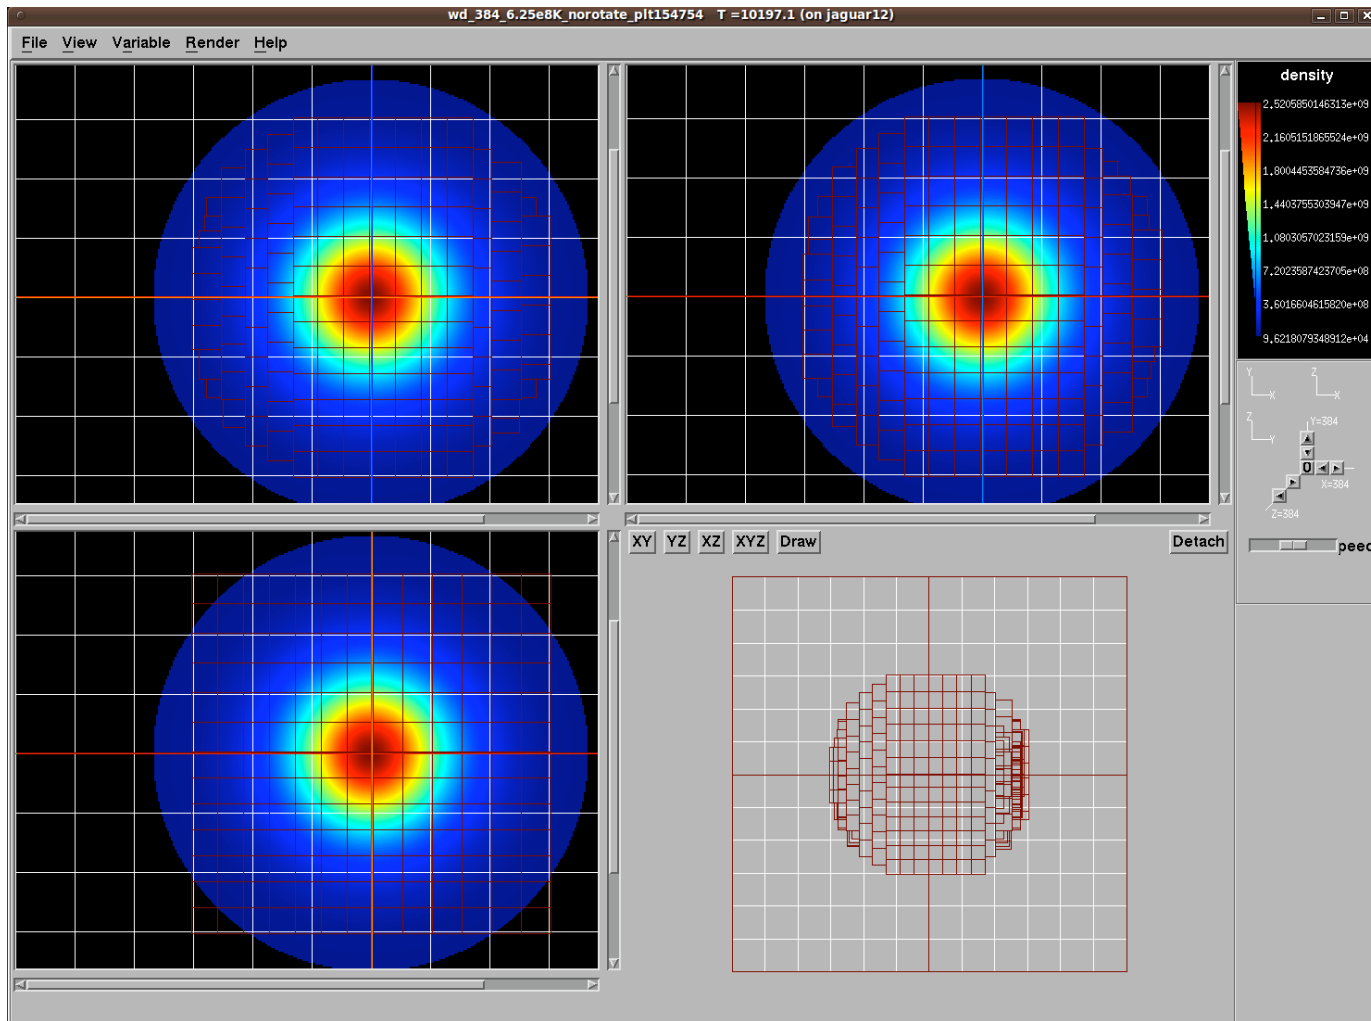 wd_384_6.25e8K_norotate_plt154754 T =10197.1 (on jaguar12)
File View Variable Render Help
density
2.5205850146313e+09
2.1605151865524e+09
1.8004453584736e+09
1.4403755303947e+09
1.0803057023159e+09
7.2023587423705e+08
3.6016604615820e+08
9.6218079348912e+04
Y
X
Z
X
Z
Y
Y=384
0
X=384
Z=384
peed
XY YZ XZ XYZ Draw Detach